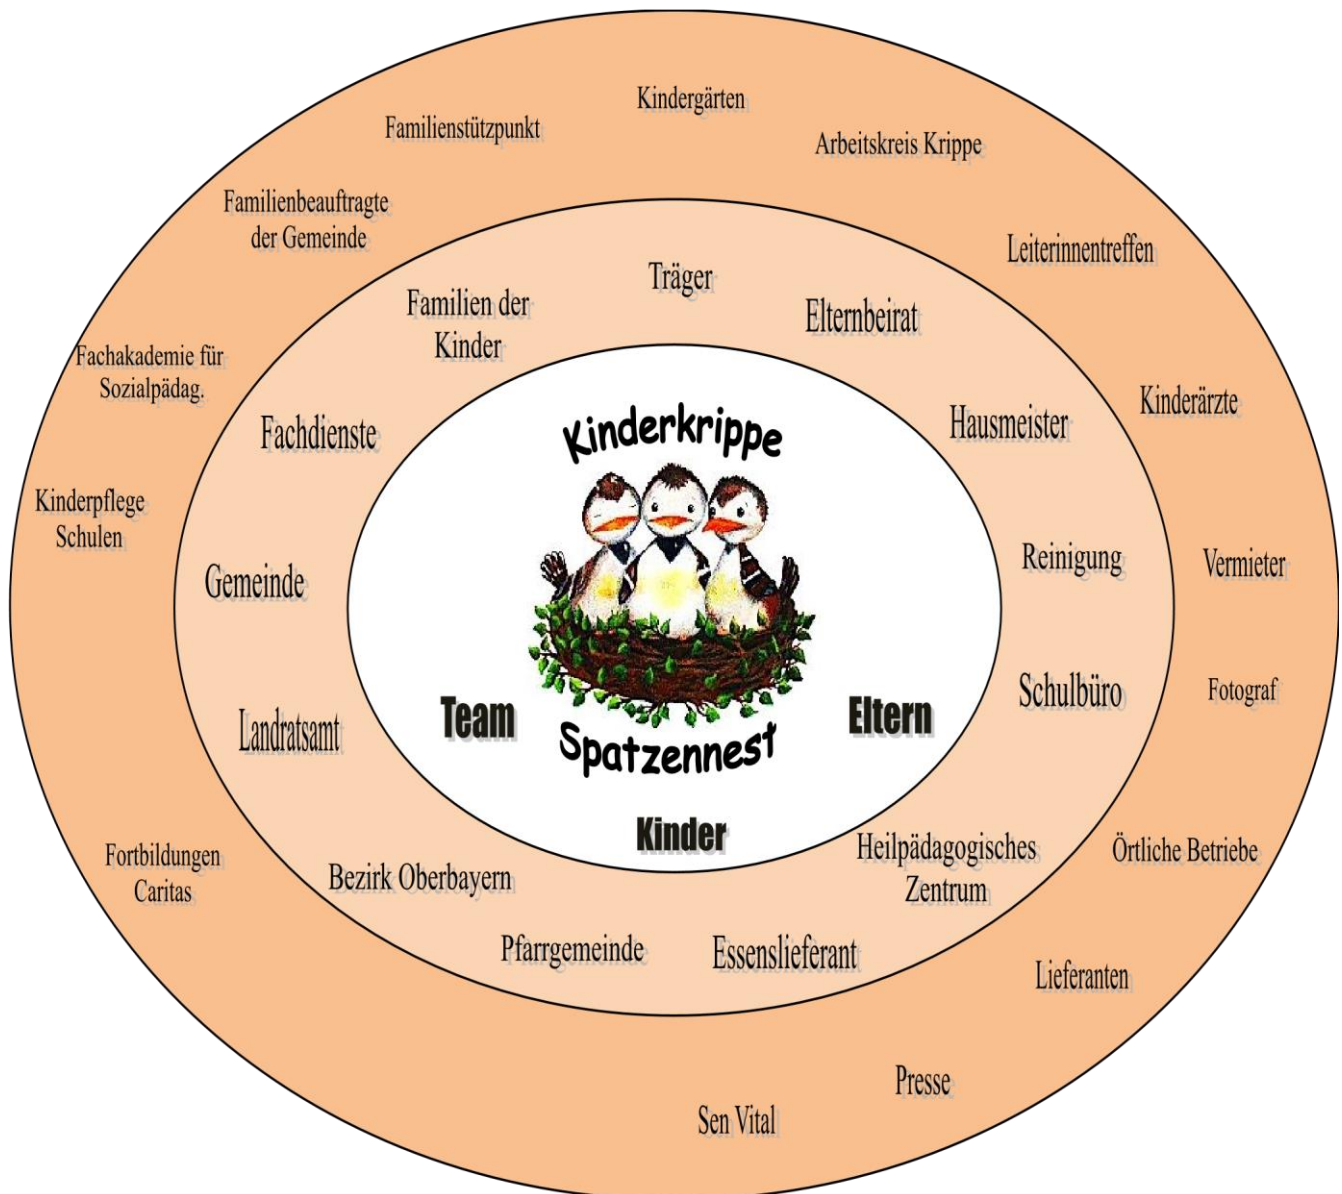 Kindergärten
Familienstützpunkt
Arbeitskreis Krippe
Familienbeauftragte
der Gemeinde
Leiterinnentreffen
Träger
Familien der
Kinder
Elternbeirat
Fachakademie für
Sozialpädag.
Kinderärzte
Fachdienste
Hausmeister
Kinderkrippe
Kinderpflege
Schulen
Reinigung
Vermieter
Gemeinde
Schulbüro
Fotograf
Team
Eltern
Landratsamt
Spatzennest
Kinder
Fortbildungen
Caritas
Heilpädagogisches
Zentrum
Örtliche Betriebe
Bezirk Oberbayern
Pfarrgemeinde
Essenslieferant
Lieferanten
Presse
Sen Vital